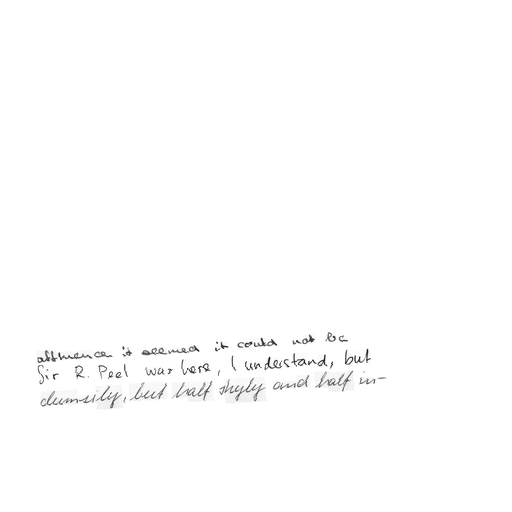 affluence it seemed it could not be
Sir R. Peel was here, I understand, but
clumsily, but half shyly and half in-